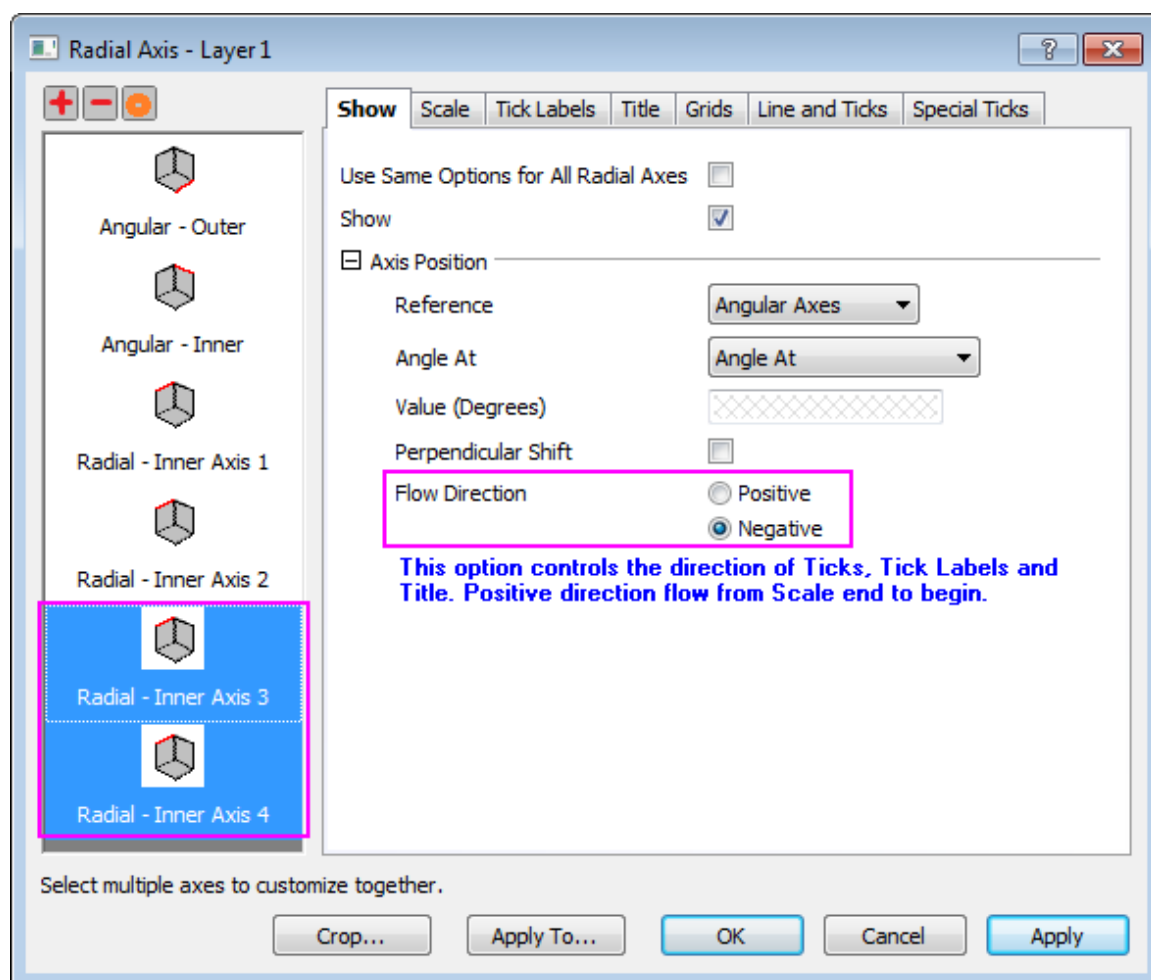 Radial Axis - Layer 1
Show Scale Tick Labels Title Grids Line and Ticks Special Ticks
Angular - Outer
Angular - Inner
Radial - Inner Axis 1
Radial - Inner Axis 2
Radial - Inner Axis 3
Radial - Inner Axis 4
Use Same Options for All Radial Axes
Show
Axis Position
Reference Angular Axes
Angle At Angle At
Value (Degrees)
Perpendicular Shift
Flow Direction Positive
Negative
This option controls the direction of Ticks, Tick Labels and
Title. Positive direction flow from Scale end to begin.
Select multiple axes to customize together.
Crop... Apply To... OK Cancel Apply